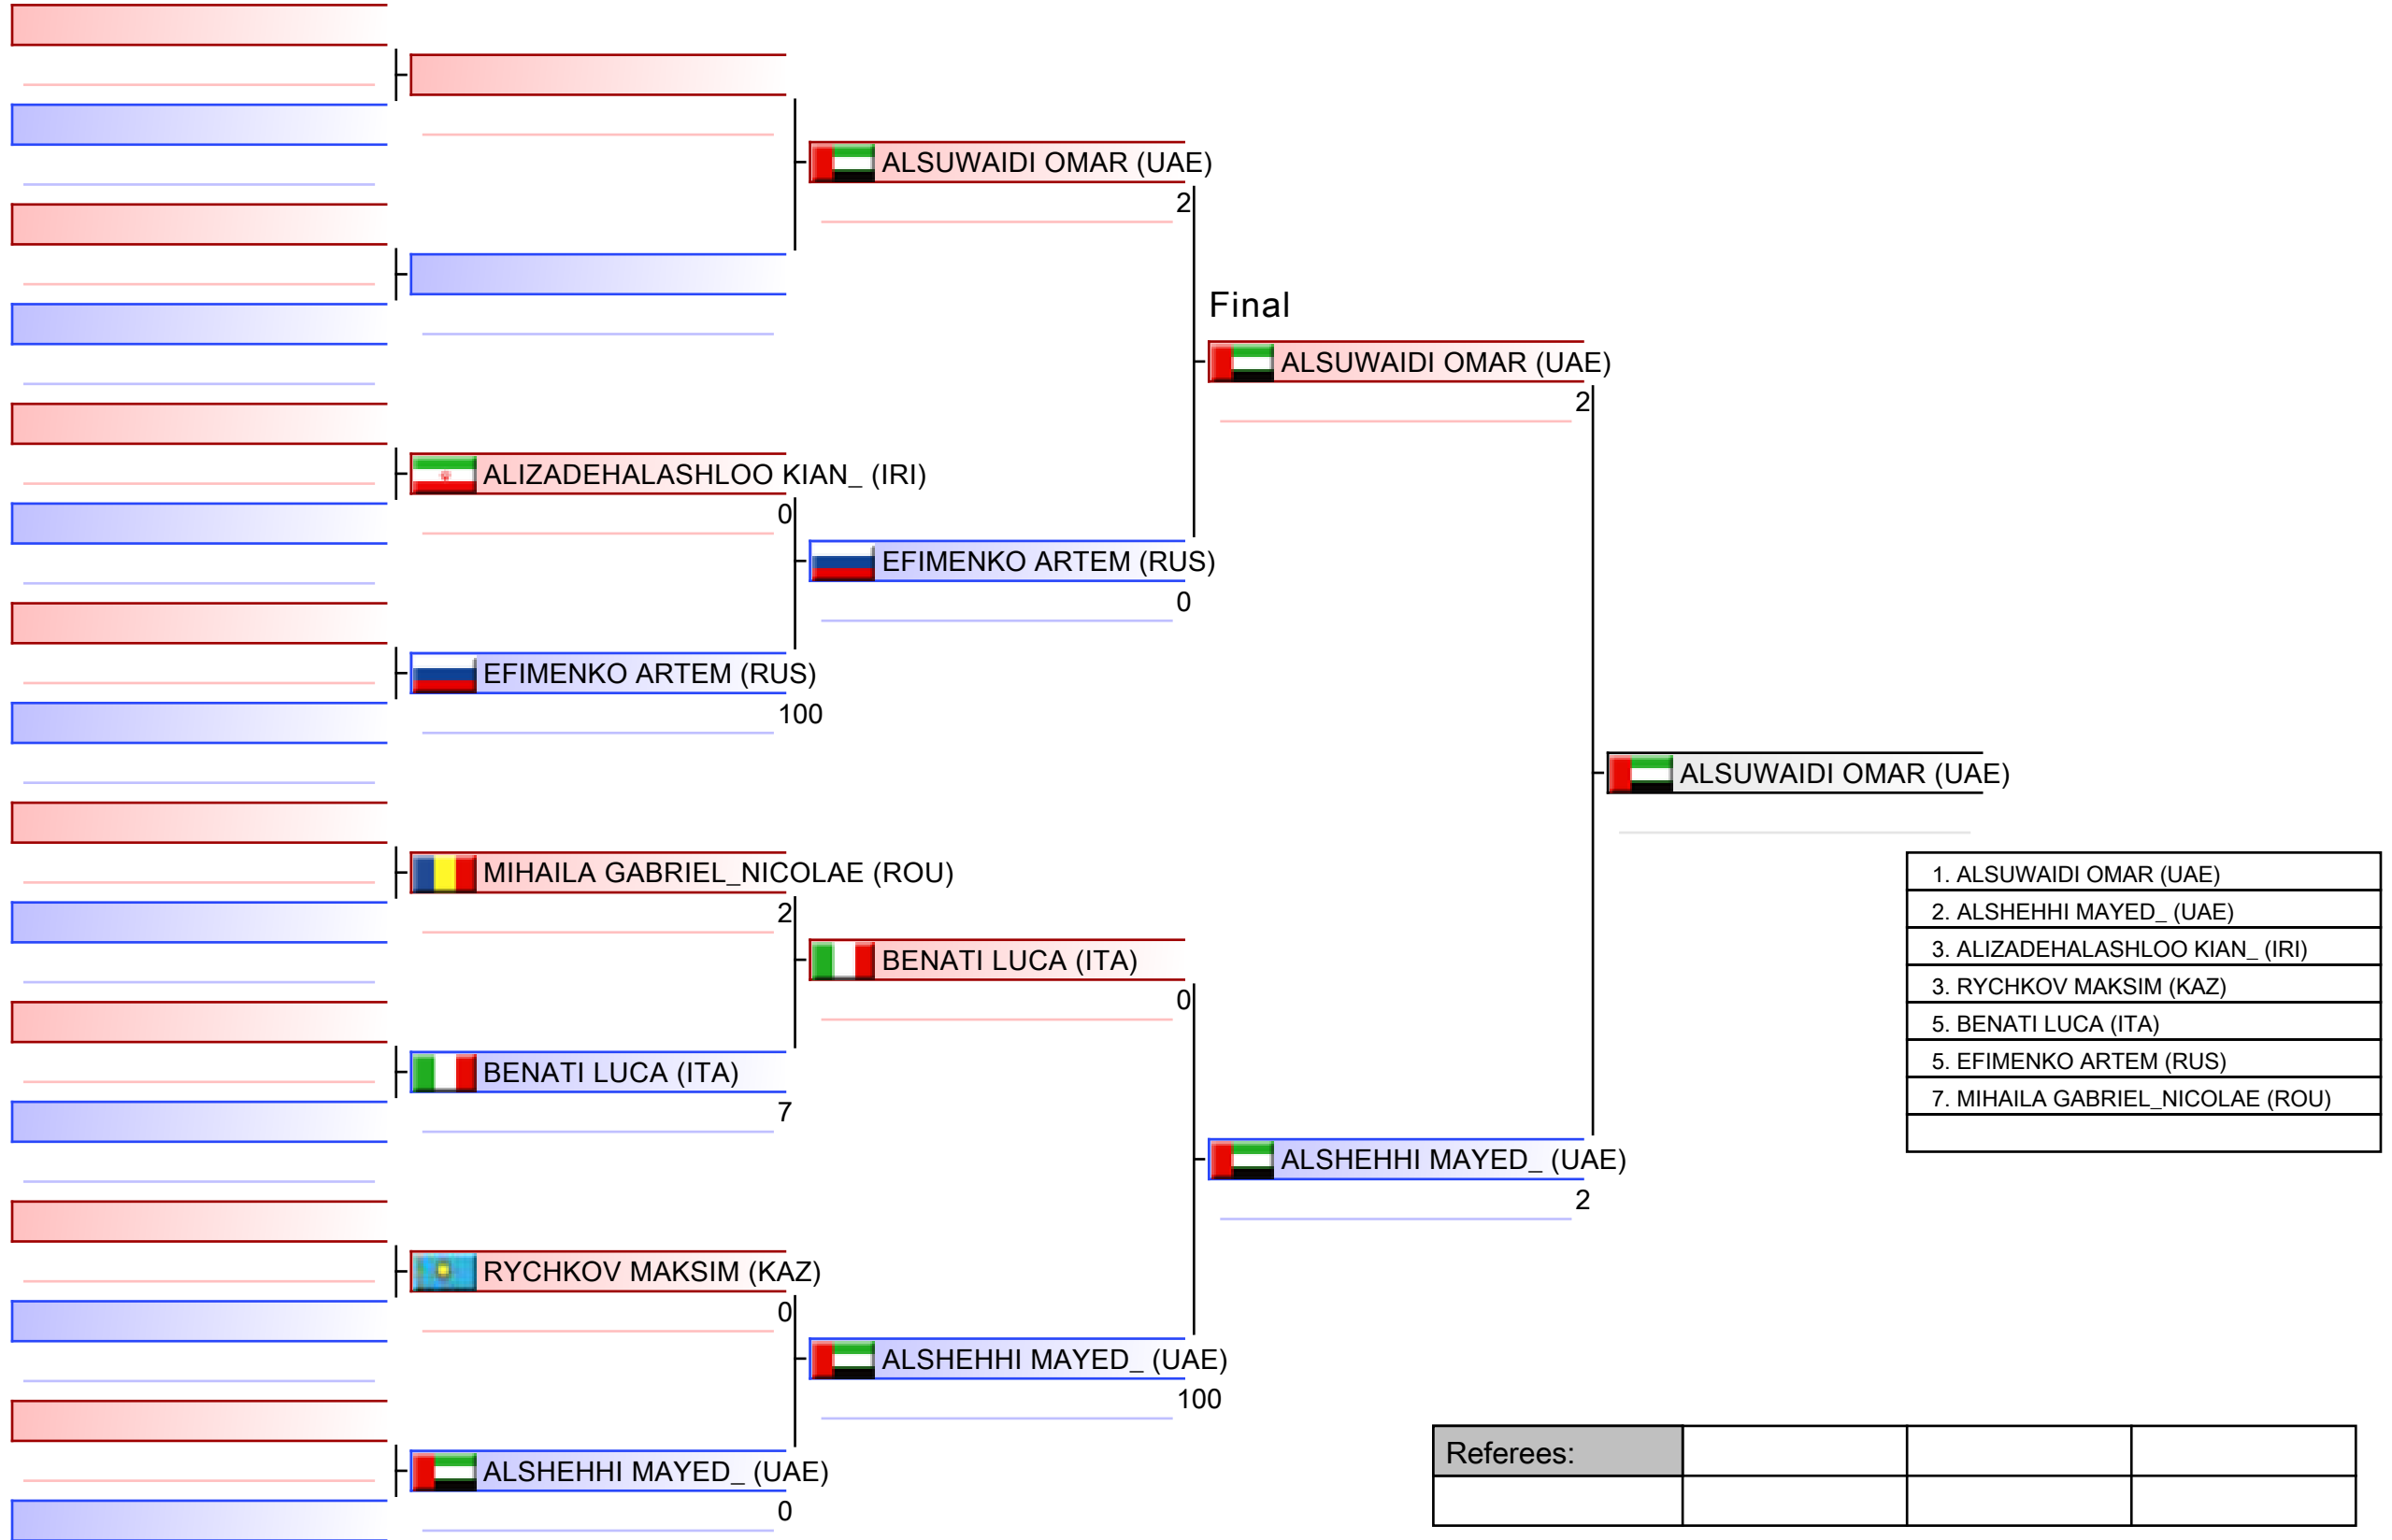 ALSUWAIDI OMAR (UAE)
2
Final
ALSUWAIDI OMAR (UAE)
2
ALIZADEHALASHLOO KIAN_ (IRI)
0
EFIMENKO ARTEM (RUS)
0
EFIMENKO ARTEM (RUS)
100
ALSUWAIDI OMAR (UAE)
MIHAILA GABRIEL_NICOLAE (ROU)
2
BENATI LUCA (ITA)
0
BENATI LUCA (ITA)
7
ALSHEHHI MAYED_ (UAE)
2
RYCHKOV MAKSIM (KAZ)
0
ALSHEHHI MAYED_ (UAE)
100
ALSHEHHI MAYED_ (UAE)
0
1. ALSUWAIDI OMAR (UAE)
2. ALSHEHHI MAYED_ (UAE)
3. ALIZADEHALASHLOO KIAN_ (IRI)
3. RYCHKOV MAKSIM (KAZ)
5. BENATI LUCA (ITA)
5. EFIMENKO ARTEM (RUS)
7. MIHAILA GABRIEL_NICOLAE (ROU)
Referees: